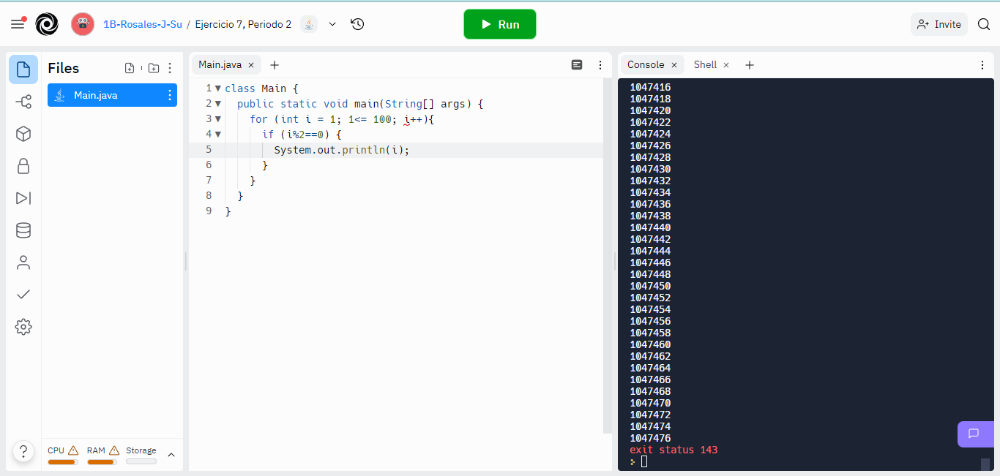 1B-Rosales-J-Su / Ejercicio 7, Periodo 2
Run
Invite
Files
Main.java
CPU RAM Storage
?
Main.java
1 class Main {
2 public static void main(String[] args) {
3 for (int i = 1; 1<= 100; i++){
4 if (i%2==0) {
5 System.out.println(i);
6 }
7 }
8 }
9 }
Console Shell
1047416
1047418
1047420
1047422
1047424
1047426
1047428
1047430
1047432
1047434
1047436
1047438
1047440
1047442
1047444
1047446
1047448
1047450
1047452
1047454
1047456
1047458
1047460
1047462
1047464
1047466
1047468
1047470
1047472
1047474
1047476
exit status 143